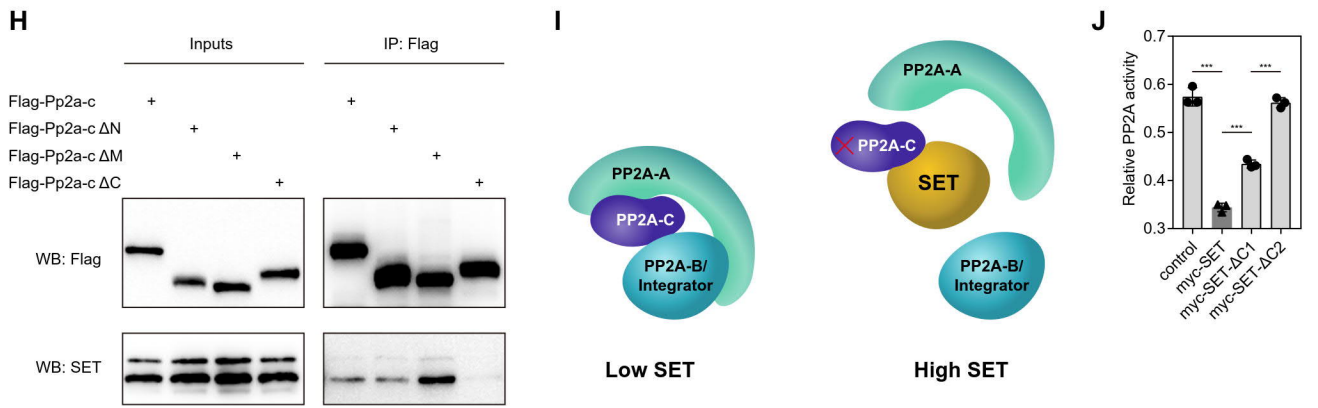 H
Inputs
IP: Flag
Flag-Pp2a-c + +
Flag-Pp2a-c ΔN + +
Flag-Pp2a-c ΔM + +
Flag-Pp2a-c ΔC + +
WB: Flag
WB: SET
I
PP2A-A
PP2A-C
PP2A-B/
Integrator
Low SET
PP2A-A
PP2A-C
SET
PP2A-B/
Integrator
High SET
J
Relative PP2A activity
0.7
0.6
0.5
0.4
0.3
*** ***
***
control
myc-SET
myc-SET-ΔC1
myc-SET-ΔC2